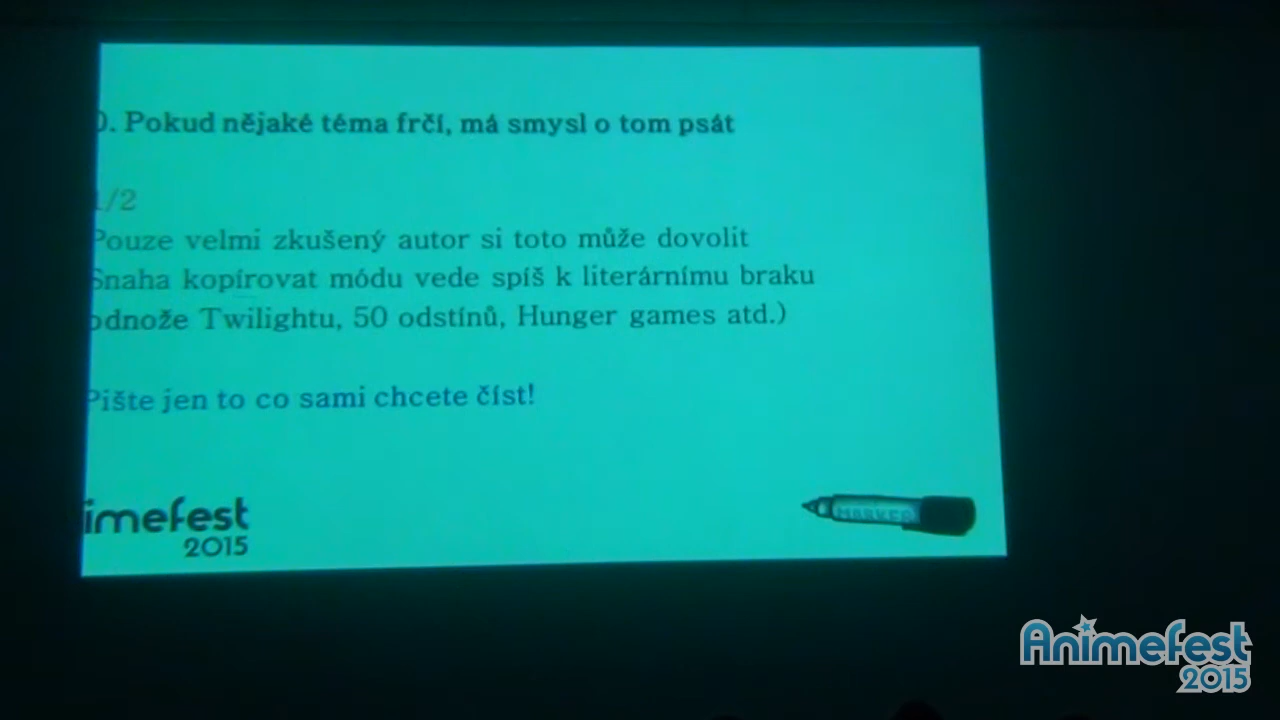 0. Pokud nějaké téma frčí, má smysl o tom psát
1/2
Pouze velmi zkušený autor si toto může dovolit
Snaha kopírovat módu vede spíš k literárnímu braku
odnože Twilightu, 50 odstínů, Hunger games atd.)
Pište jen to co sami chcete číst!
imefest
2015
MARKER
Animefest
2015